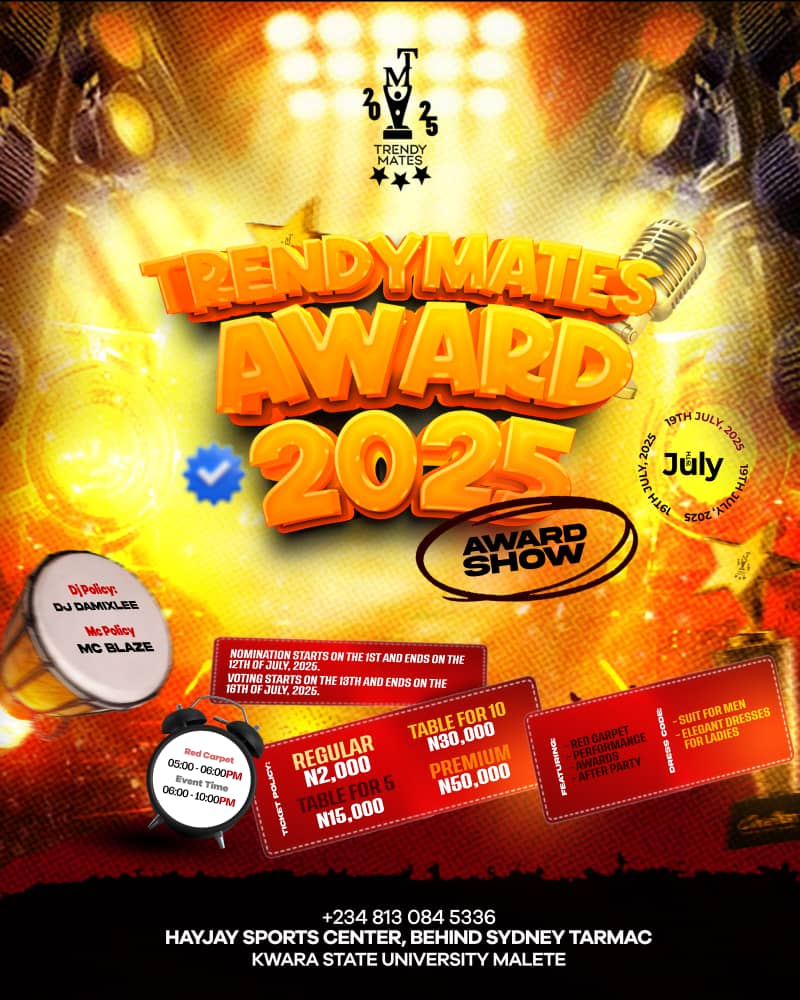 MT
2025
TRENDY
MATES
TRENDYMATES
AWARD
2025
AWARD
SHOW
19TH JULY, 2025
19TH JULY, 2025
19TH JULY, 2025
19TH JULY, 2025
July
Dj Policy:
DJ DAMIXLEE
Mc Policy
MC BLAZE
NOMINATION STARTS ON THE 1ST AND ENDS ON THE
12TH OF JULY, 2025.
VOTING STARTS ON THE 13TH AND ENDS ON THE
16TH OF JULY, 2025.
Red Carpet
05:00 - 06:00PM
Event Time
06:00 - 10:00PM
TICKET POLICY:
REGULAR
N2,000
TABLE FOR 5
N15,000
TABLE FOR 10
N30,000
PREMIUM
N50,000
FEATURING:
- RED CARPET
- PERFORMANCE
- AWARDS
- AFTER PARTY
DRESS CODE:
- SUIT FOR MEN
- ELEGANT DRESSES
FOR LADIES
+234 813 084 5336
HAYJAY SPORTS CENTER, BEHIND SYDNEY TARMAC
KWARA STATE UNIVERSITY MALETE